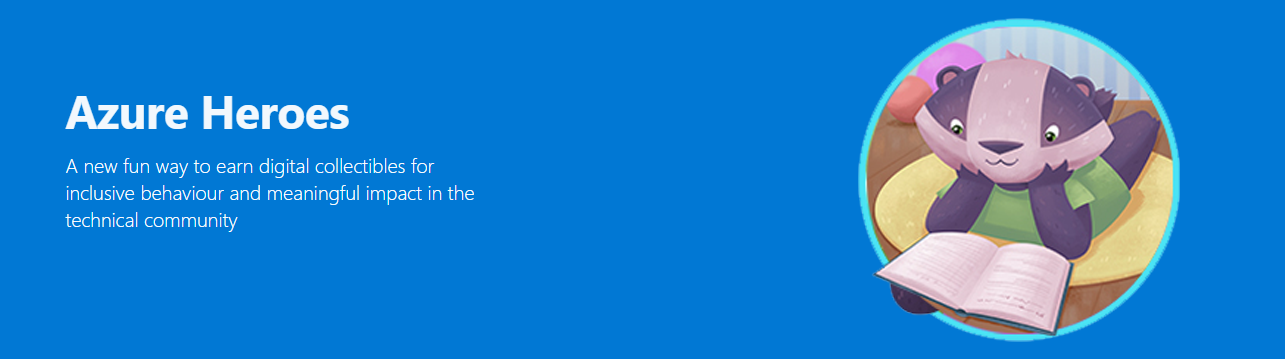 Azure Heroes
A new fun way to earn digital collectibles for
inclusive behaviour and meaningful impact in the
technical community